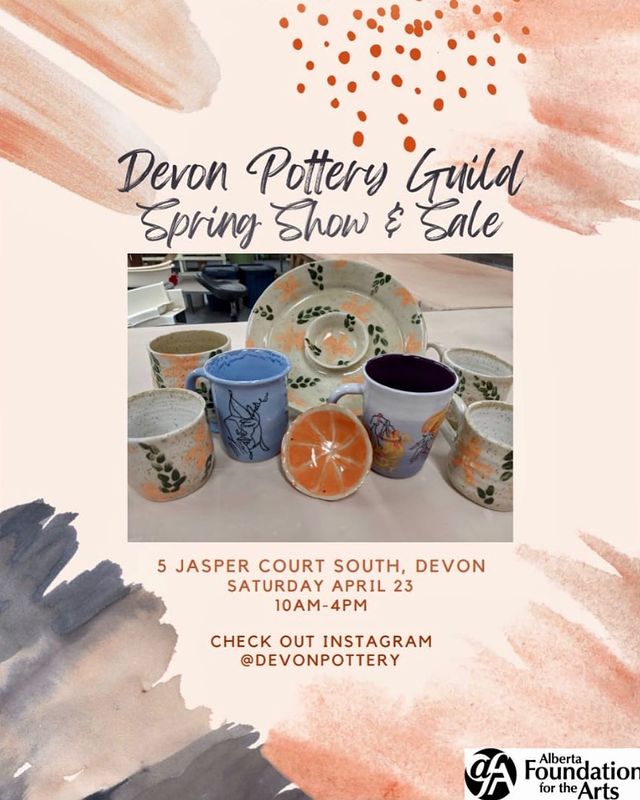 Devon Pottery Guild
Spring Show & Sale
5 JASPER COURT SOUTH, DEVON
SATURDAY APRIL 23
10AM-4PM
CHECK OUT INSTAGRAM
@DEVONPOTTERY
afA
Alberta
Foundation
for the Arts